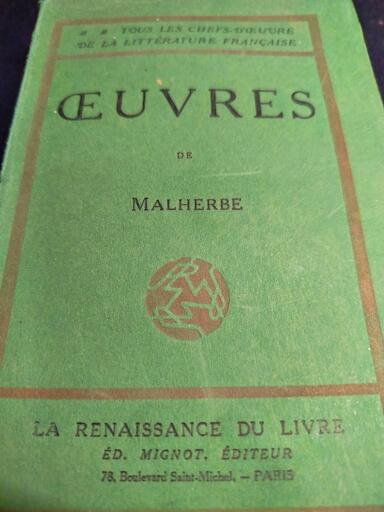 TOUS LES CHEFS-D'ŒUVRE
DE LA LITTÉRATURE FRANÇAISE
ŒUVRES
DE
MALHERBE
LA RENAISSANCE DU LIVRE
ÉD. MIGNOT, ÉDITEUR
78, Boulevard Saint-Michel, — PARIS